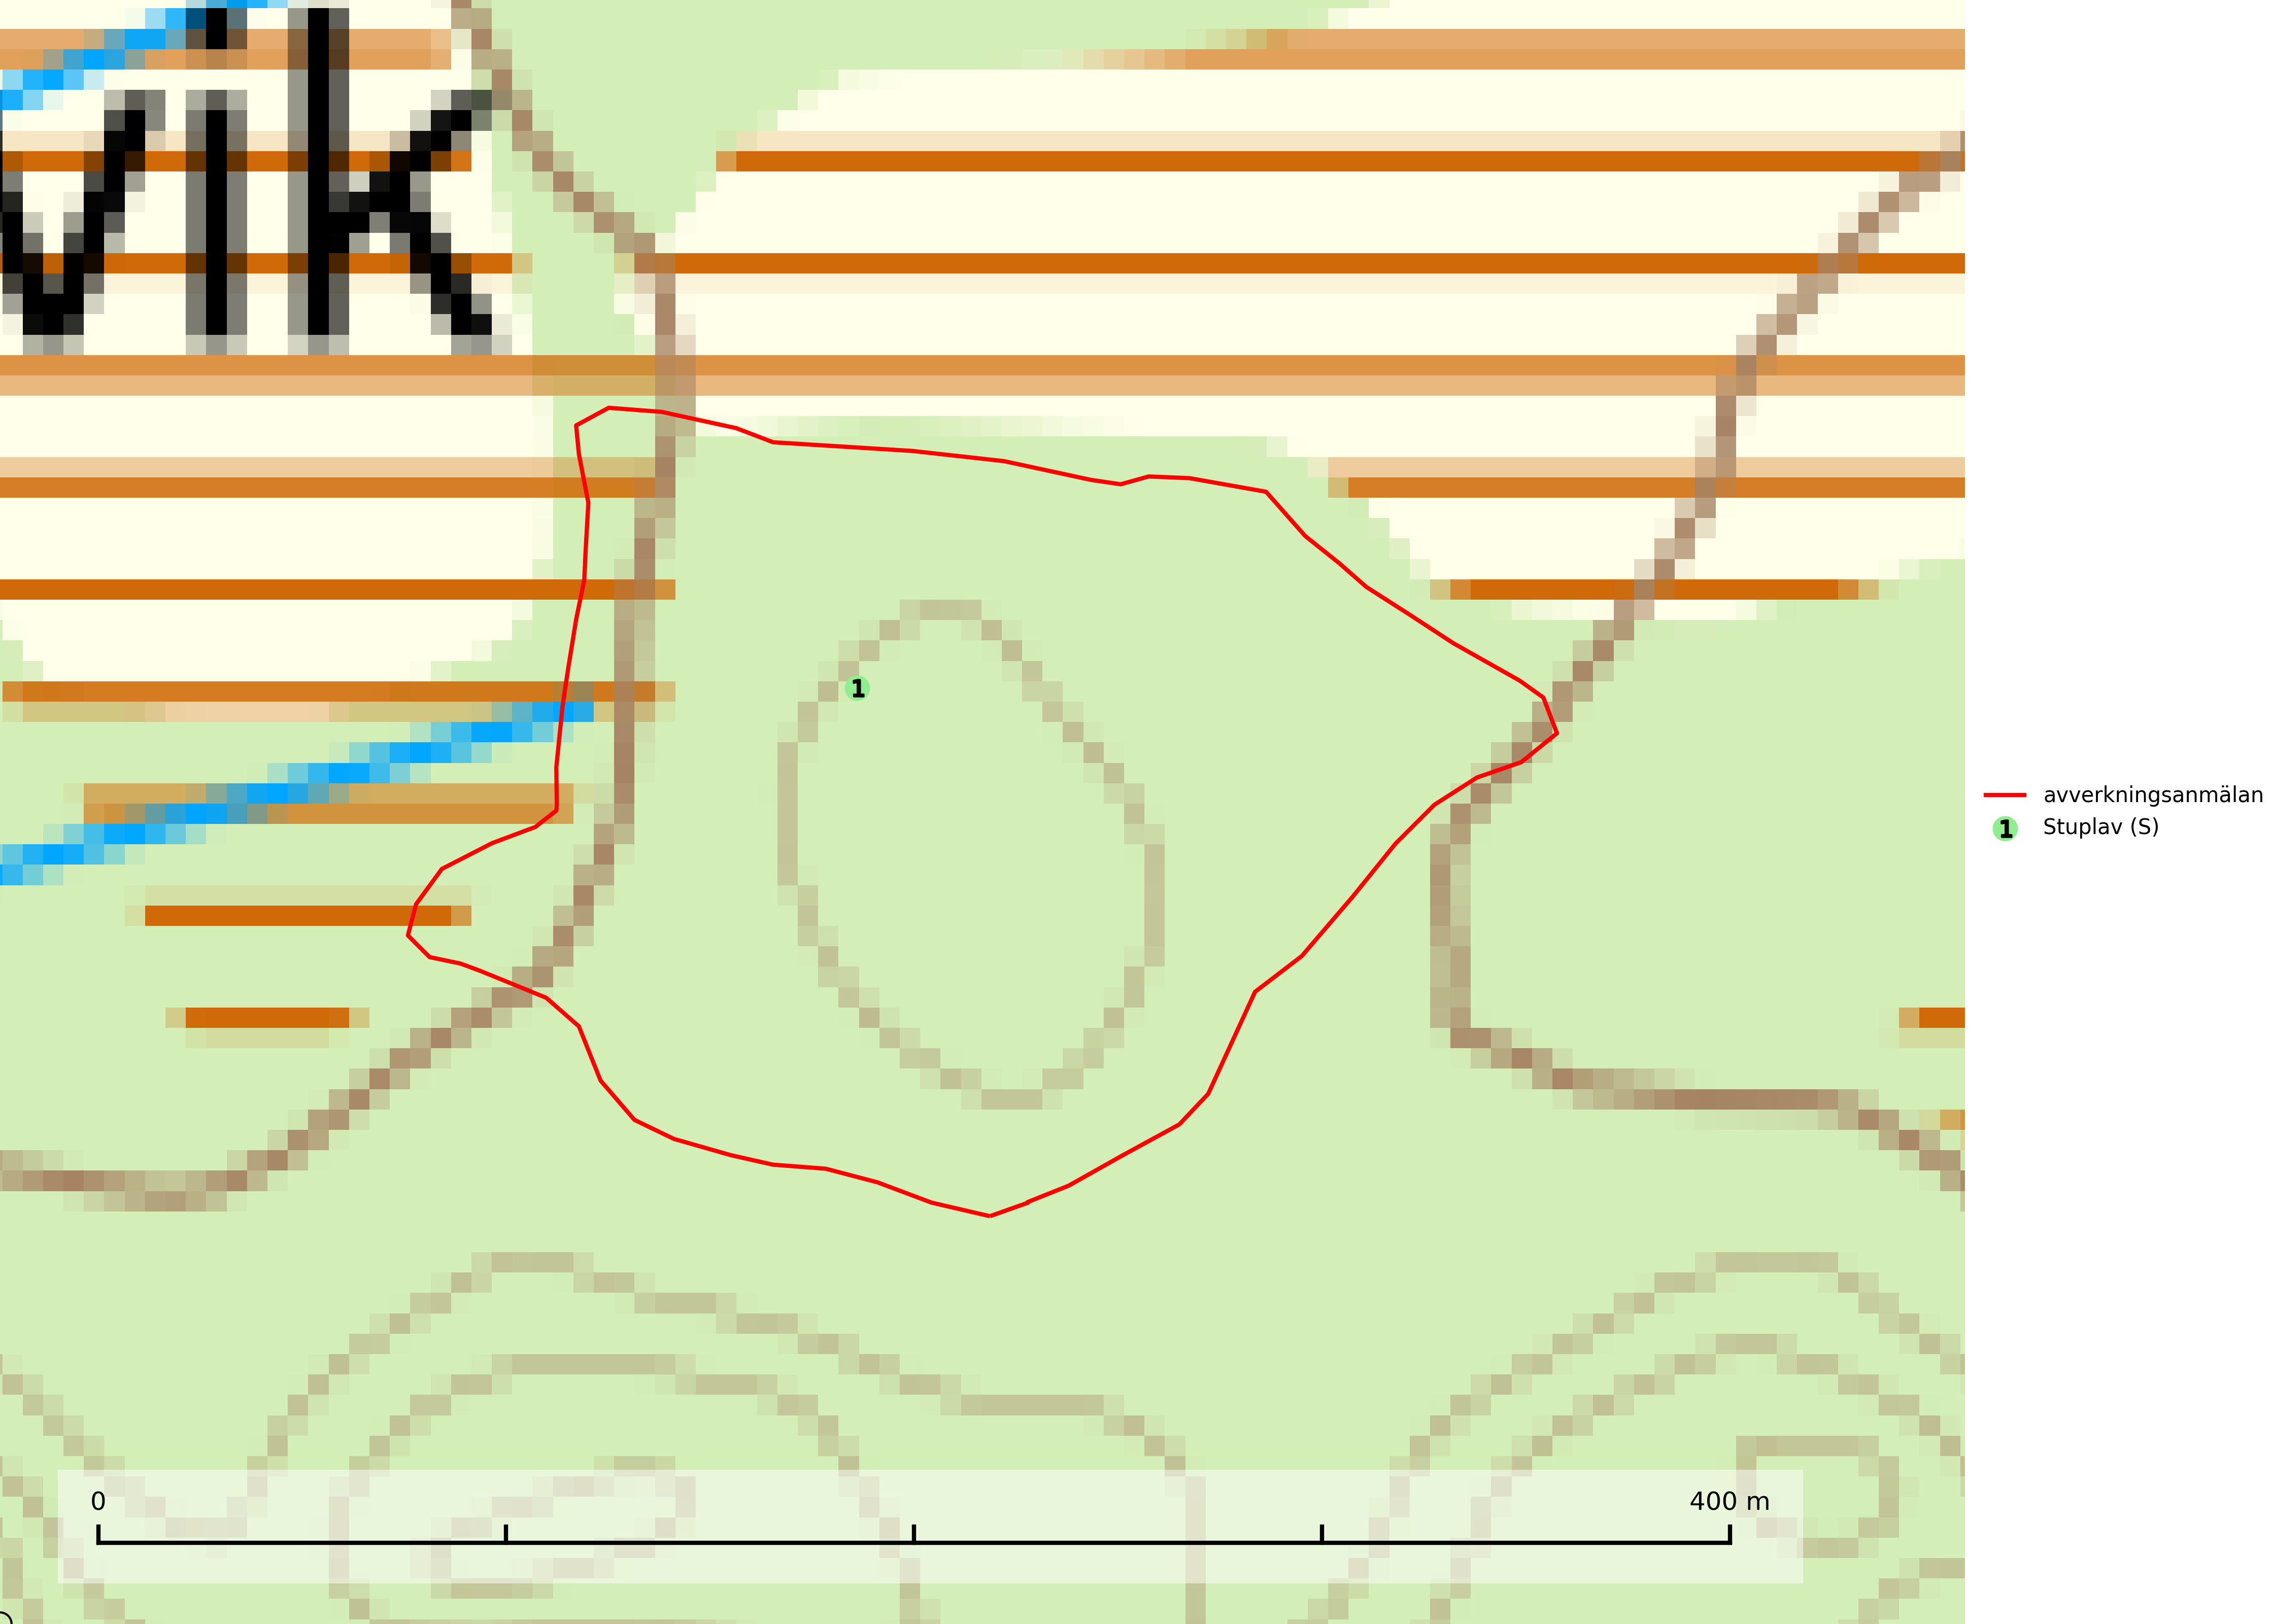 vik
1
avverkningsanmälan
1 Stuplav (S)
0 400 m